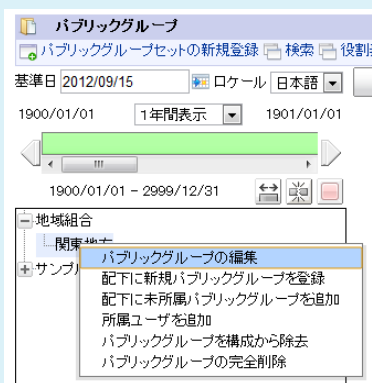 パブリックグループ
パブリックグループセットの新規登録 検索
基準日 2012/09/15 ロケール 日本語
1900/01/01 1年間表示 1901/01/01
1900/01/01 - 2999/12/31
地域組合
関東地方
サンプル
パブリックグループの編集
配下に新規パブリックグループを登録
配下に未所属パブリックグループを追加
所属ユーザを追加
パブリックグループを構成から除去
パブリックグループの完全削除